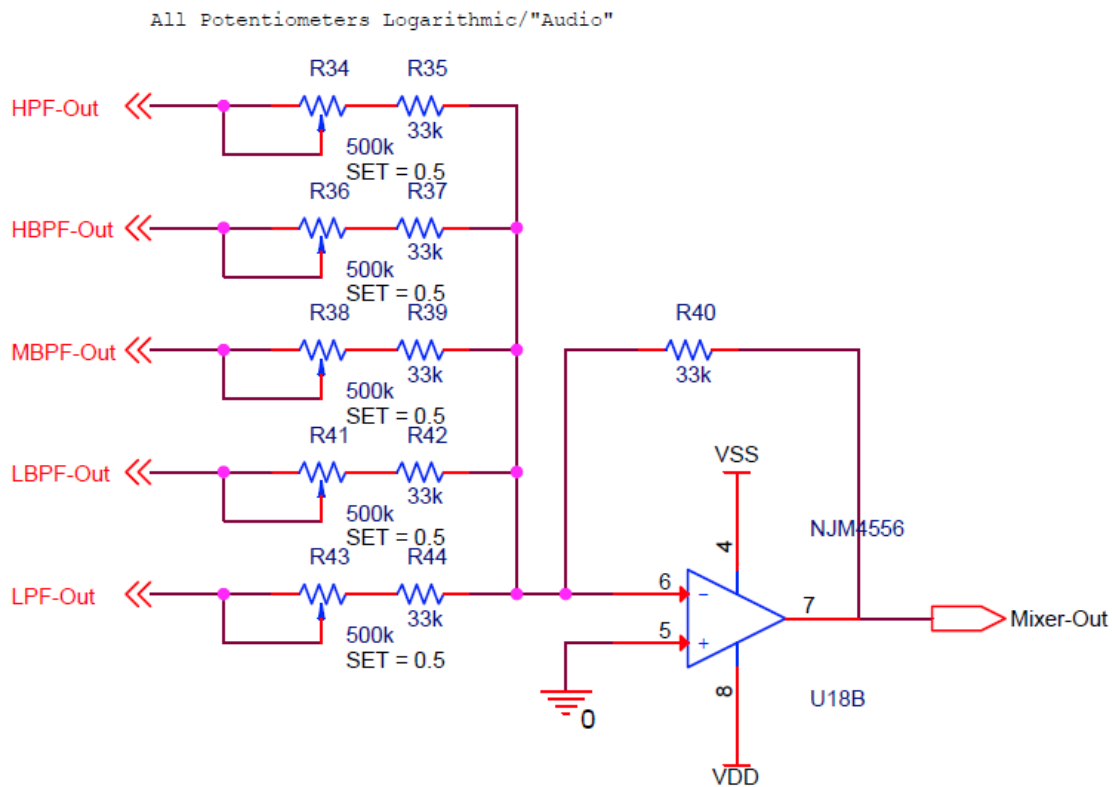 All Potentiometers Logarithmic/"Audio"
R34 R35
HPF-Out
33k
500k
SET = 0.5
R36 R37
HBPF-Out
33k
500k
SET = 0.5
R38 R39
MBPF-Out
33k
500k
SET = 0.5
R40
33k
R41 R42
LBPF-Out
33k
500k
SET = 0.5
R43 R44
LPF-Out
33k
500k
SET = 0.5
VSS
NJM4556
4
6
−
7
5
+
Mixer-Out
8
U18B
0
VDD